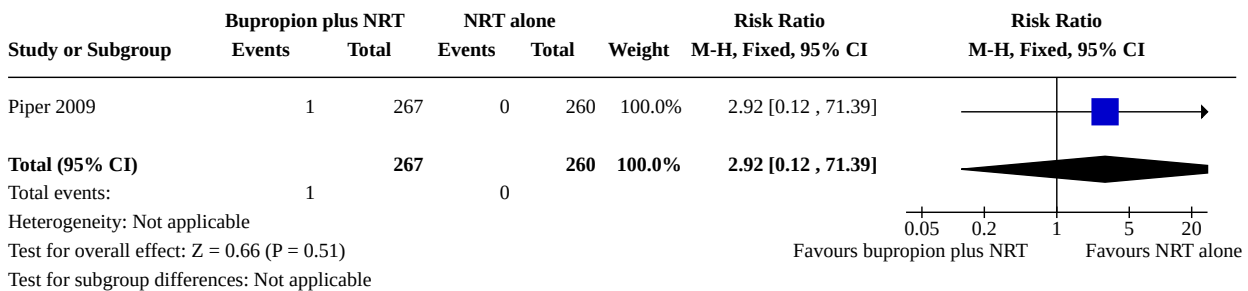 Bupropion plus NRT NRT alone Risk Ratio Risk Ratio
Study or Subgroup Events Total Events Total Weight M-H, Fixed, 95% CI M-H, Fixed, 95% CI
Piper 2009 1 267 0 260 100.0% 2.92 [0.12 , 71.39]
Total (95% CI) 267 260 100.0% 2.92 [0.12 , 71.39]
Total events: 1 0
Heterogeneity: Not applicable
0.05 0.2 1 5 20
Test for overall effect: Z = 0.66 (P = 0.51) Favours bupropion plus NRT Favours NRT alone
Test for subgroup differences: Not applicable